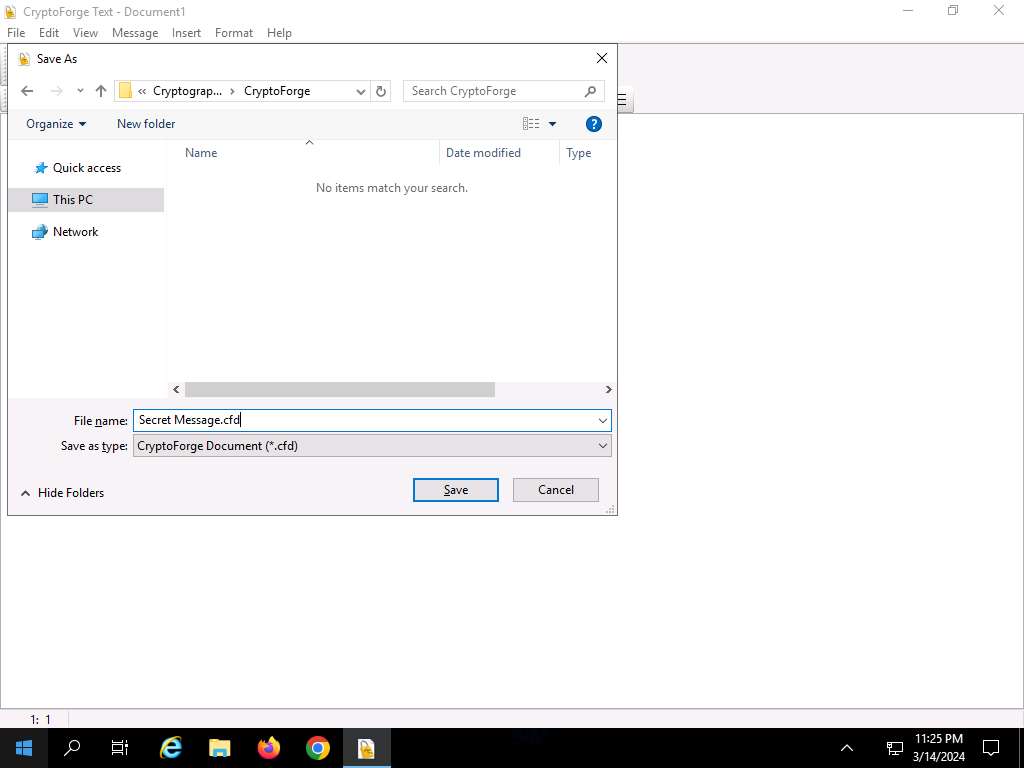 CryptoForge Text - Document1
File Edit View Message Insert Format Help
Save As
« Cryptograp... › CryptoForge
Search CryptoForge
Organize New folder
?
Name Date modified Type
Quick access
No items match your search.
This PC
Network
File name: Secret Message.cfd
Save as type: CryptoForge Document (*.cfd)
Hide Folders Save Cancel
1: 1
11:25 PM
3/14/2024